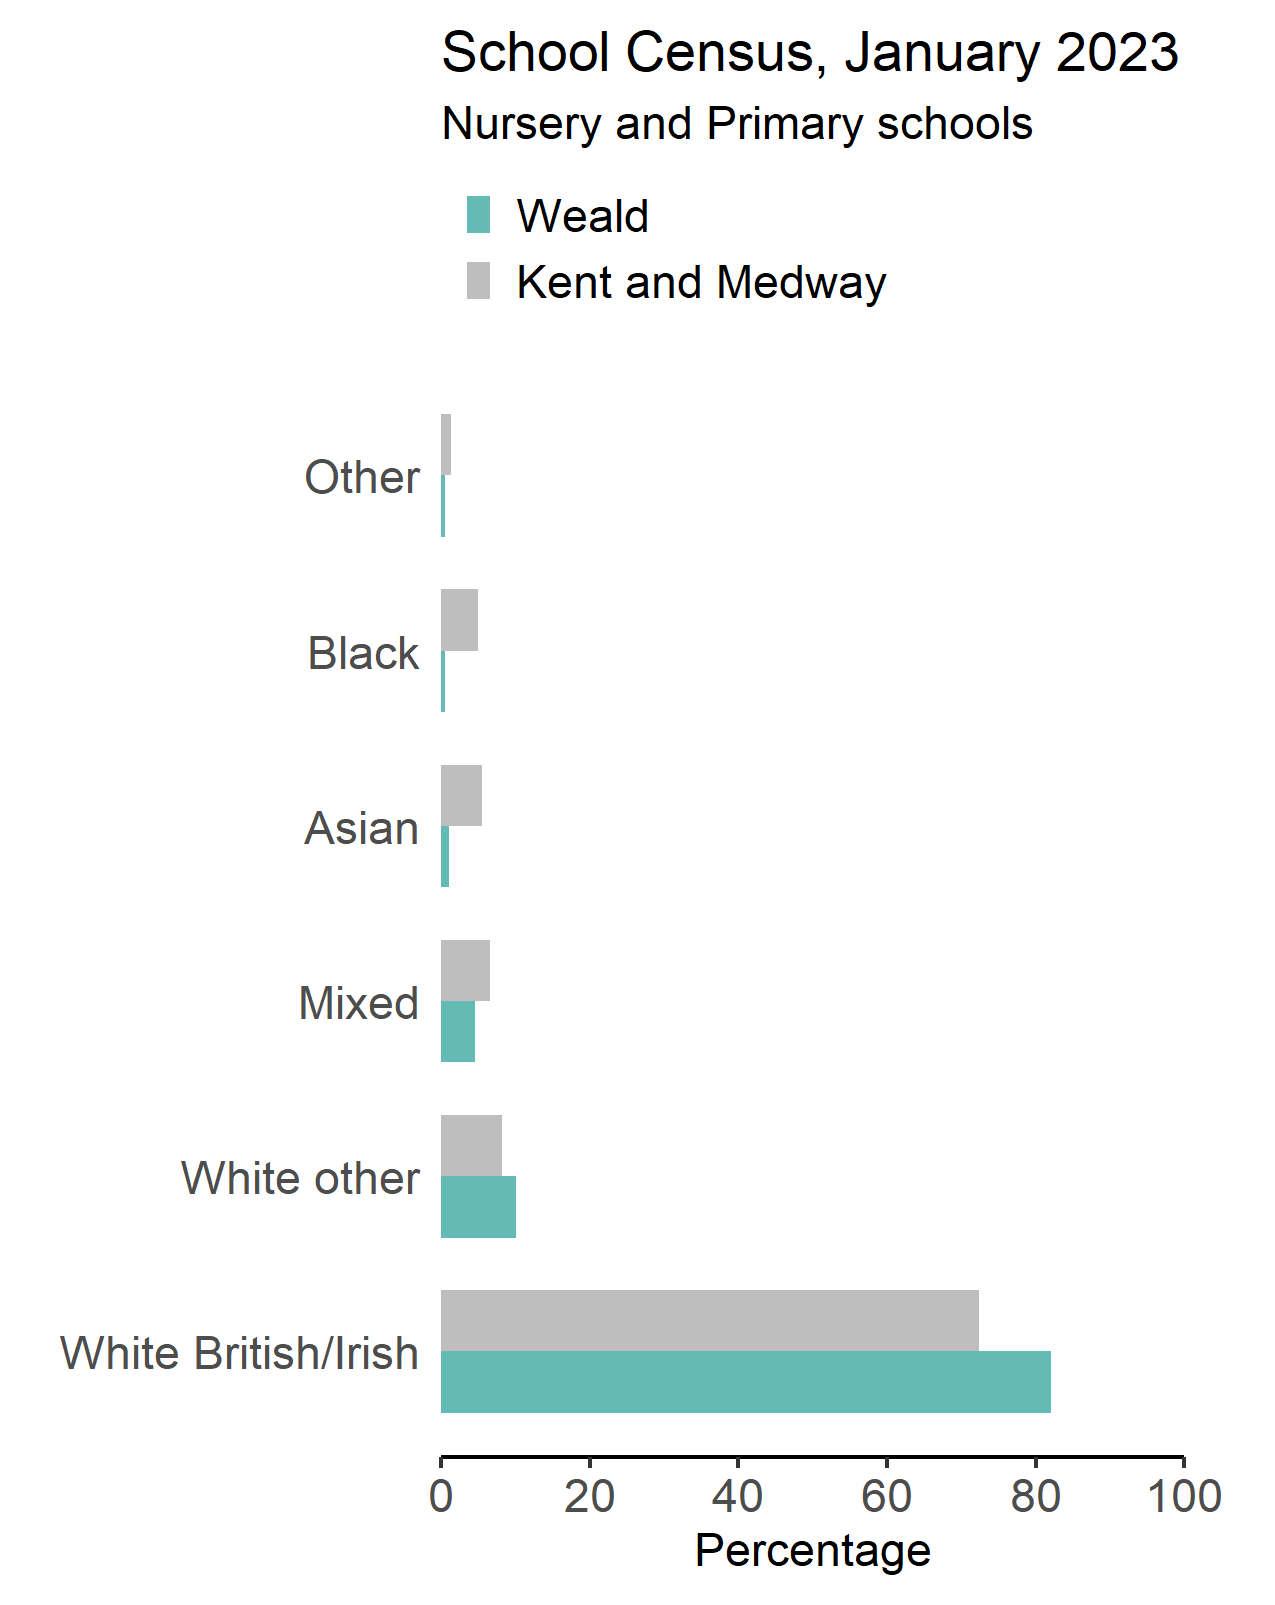 School Census, January 2023
Nursery and Primary schools
Weald
Kent and Medway
Other
Black
Asian
Mixed
White other
White British/Irish
0 20 40 60 80 100
Percentage